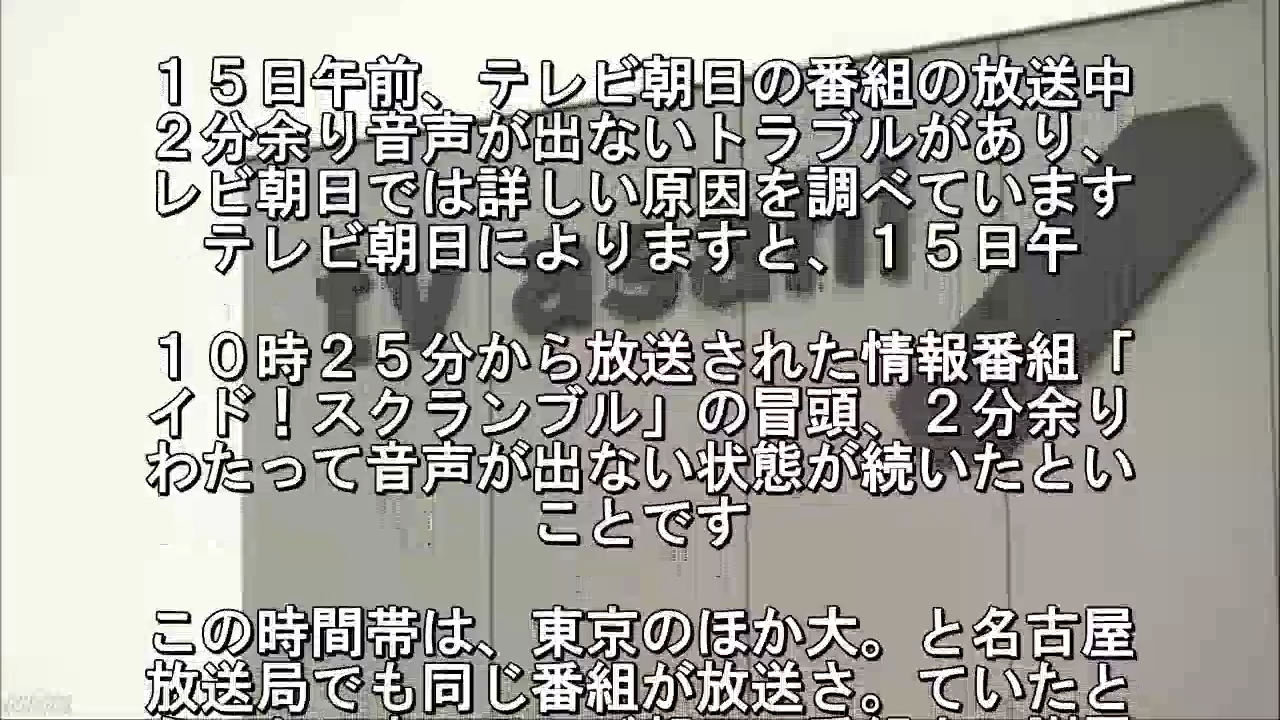 １５日午前、テレビ朝日の番組の放送中
２分余り音声が出ないトラブルがあり、
レビ朝日では詳しい原因を調べています
テレビ朝日によりますと、１５日午
１０時２５分から放送された情報番組「
イド！スクランブル」の冒頭、２分余り
わたって音声が出ない状態が続いたとい
ことです
この時間帯は、東京のほか大。と名古屋
放送局でも同じ番組が放送さ。ていたと
tv asahi